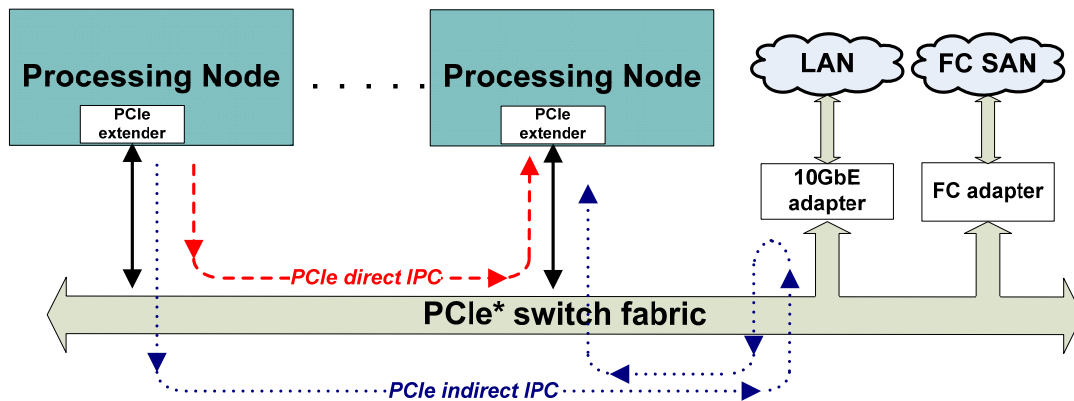 Processing Node
PCIe
extender
. . . . .
Processing Node
PCIe
extender
LAN
FC SAN
10GbE
adapter
FC adapter
PCIe direct IPC
PCIe* switch fabric
PCIe indirect IPC